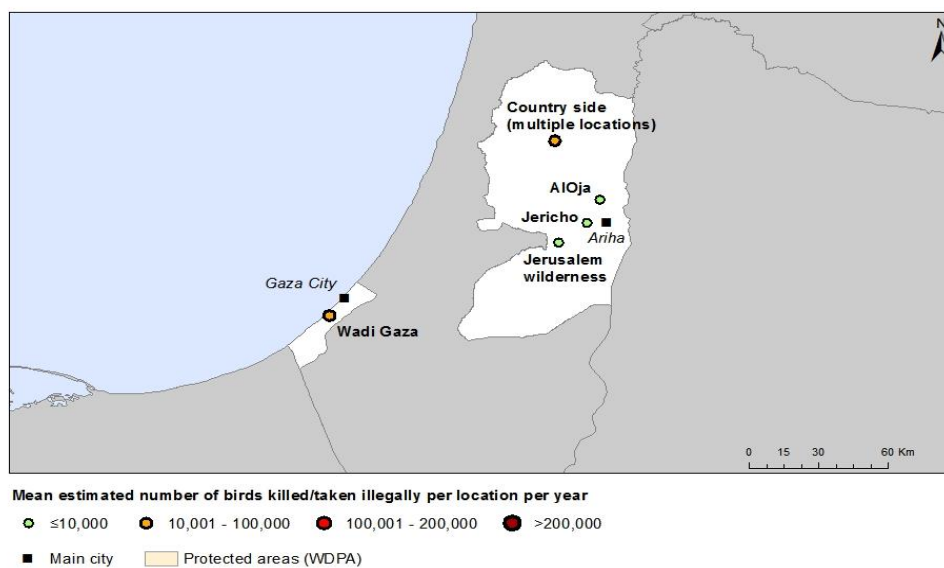 N
Country side
(multiple locations)
AlOja
Jericho
Ariha
Jerusalem
wilderness
Gaza City
Wadi Gaza
0 15 30 60 Km
Mean estimated number of birds killed/taken illegally per location per year
≤10,000 10,001 - 100,000 100,001 - 200,000 >200,000
Main city Protected areas (WDPA)